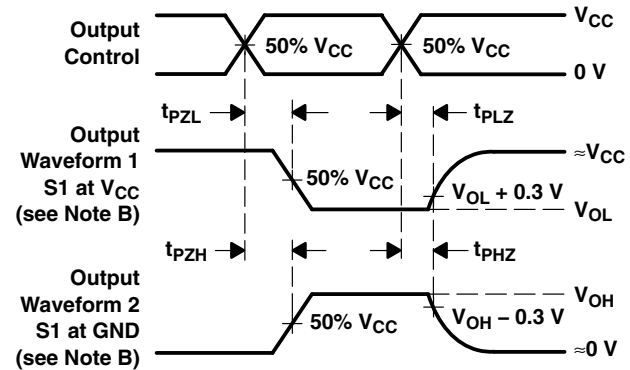 Output
Control
50% VCC
50% VCC
VCC
0 V
tPZL
tPLZ
Output
Waveform 1
S1 at VCC
(see Note B)
50% VCC
≈VCC
VOL + 0.3 V
VOL
tPZH
tPHZ
Output
Waveform 2
S1 at GND
(see Note B)
50% VCC
VOH
VOH − 0.3 V
≈0 V